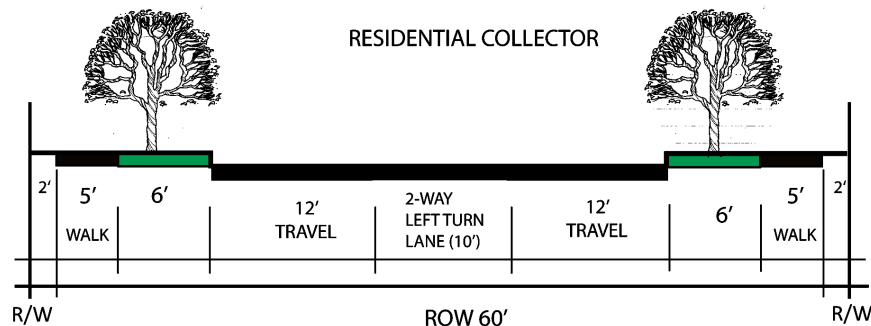 RESIDENTIAL COLLECTOR
2'
5'
WALK
6'
12'
TRAVEL
2-WAY
LEFT TURN
LANE (10')
12'
TRAVEL
6'
5'
WALK
2'
R/W
ROW 60'
R/W